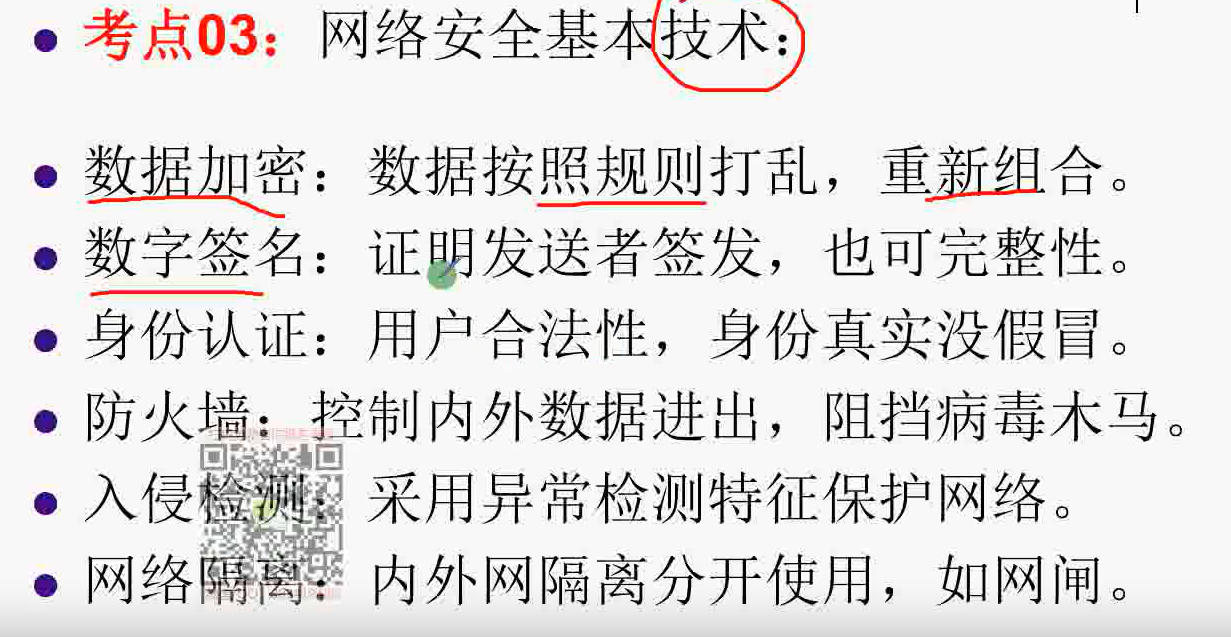 考点03：网络安全基本技术：
数据加密：数据按照规则打乱，重新组合。
数字签名：证明发送者签发，也可完整性。
身份认证：用户合法性，身份真实没假冒。
防火墙：控制内外数据进出，阻挡病毒木马。
入侵检测：采用异常检测特征保护网络。
网络隔离：内外网隔离分开使用，如网闸。